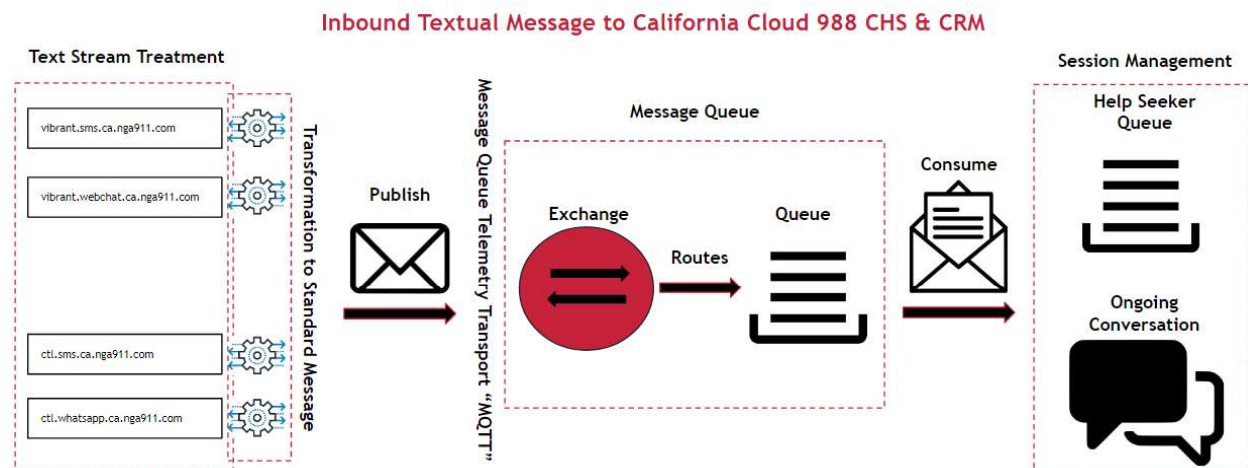 Inbound Textual Message to California Cloud 988 CHS & CRM
Text Stream Treatment
vibrant.sms.ca.nga911.com
vibrant.webchat.ca.nga911.com
ctl.sms.ca.nga911.com
ctl.whatsapp.ca.nga911.com
Transformation to Standard Message
Publish
Message Queue Telemetry Transport “MQTT”
Message Queue
Exchange
Routes
Queue
Consume
Session Management
Help Seeker
Queue
Ongoing
Conversation